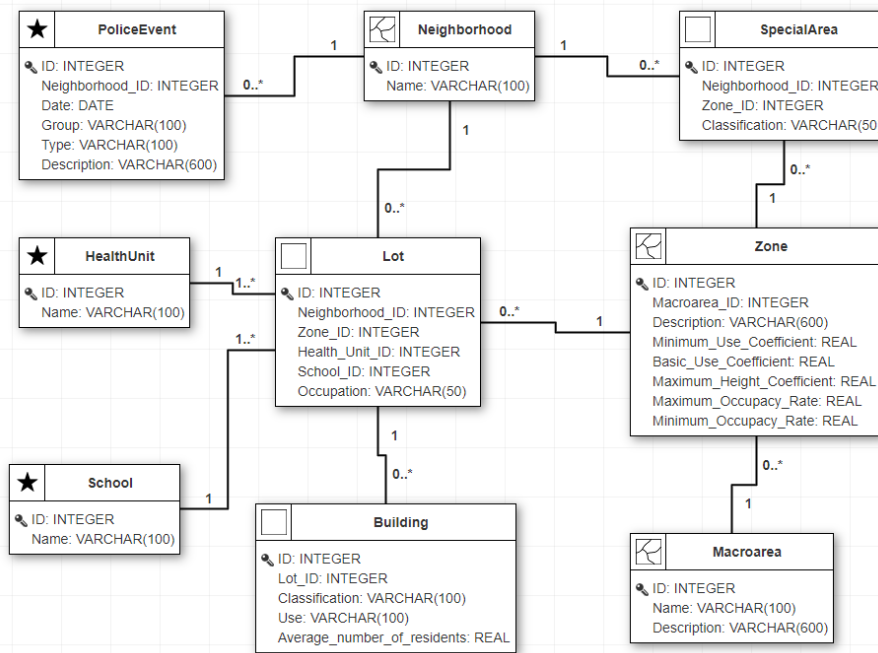 PoliceEvent
ID: INTEGER
Neighborhood_ID: INTEGER
Date: DATE
Group: VARCHAR(100)
Type: VARCHAR(100)
Description: VARCHAR(600)
1
0..*
Neighborhood
ID: INTEGER
Name: VARCHAR(100)
1
0..*
SpecialArea
ID: INTEGER
Neighborhood_ID: INTEGER
Zone_ID: INTEGER
Classification: VARCHAR(50
1
0..*
0..*
1
HealthUnit
ID: INTEGER
Name: VARCHAR(100)
1
1..*
Lot
ID: INTEGER
Neighborhood_ID: INTEGER
Zone_ID: INTEGER
Health_Unit_ID: INTEGER
School_ID: INTEGER
Occupation: VARCHAR(50)
0..*
1
Zone
ID: INTEGER
Macroarea_ID: INTEGER
Description: VARCHAR(600)
Minimum_Use_Coefficient: REAL
Basic_Use_Coefficient: REAL
Maximum_Height_Coefficient: REAL
Maximum_Occupacy_Rate: REAL
Minimum_Occupacy_Rate: REAL
1..*
1
School
ID: INTEGER
Name: VARCHAR(100)
1
0..*
Building
ID: INTEGER
Lot_ID: INTEGER
Classification: VARCHAR(100)
Use: VARCHAR(100)
Average_number_of_residents: REAL
0..*
1
Macroarea
ID: INTEGER
Name: VARCHAR(100)
Description: VARCHAR(600)